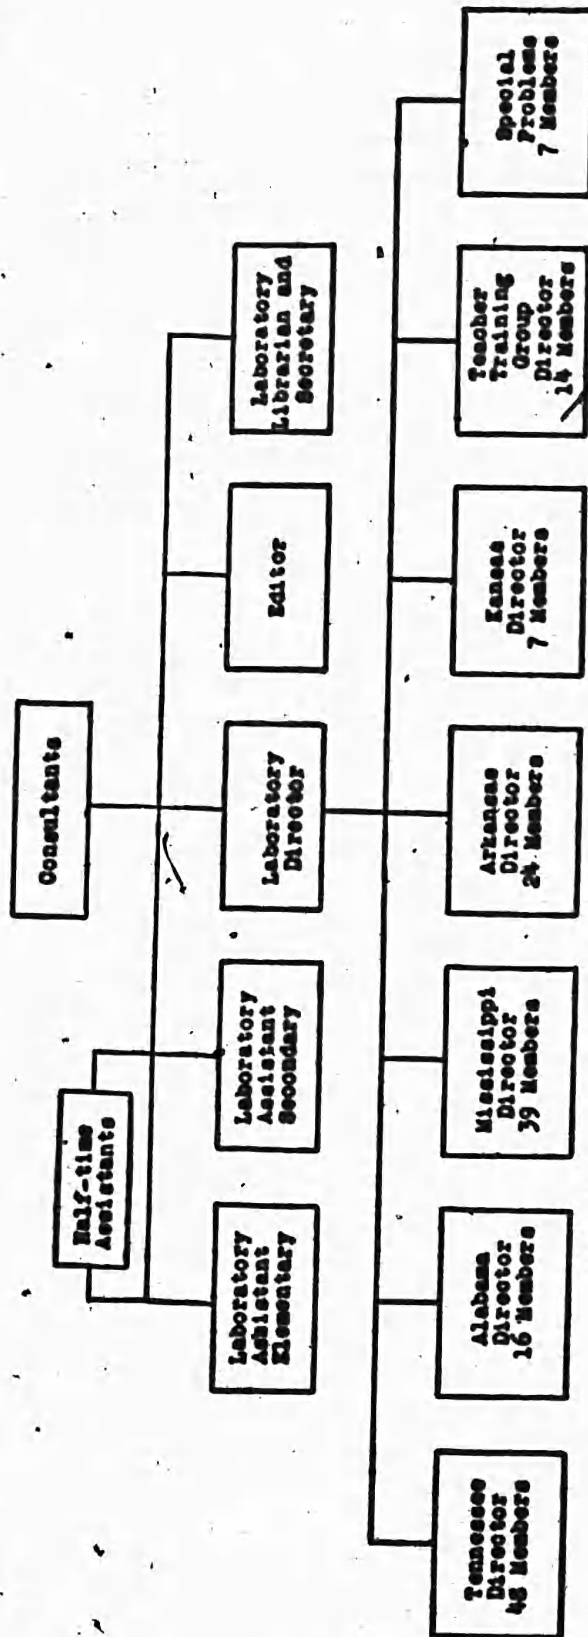 Consultants
Half-time
Assistants
Laboratory
Assistant
Elementary
Laboratory
Assistant
Secondary
Laboratory
Director
Editor
Laboratory
Librarian and
Secretary
Tennessee
Director
Members
Alabama
Director
16 Members
Mississippi
Director
39 Members
Arkansas
Director
24 Members
Kansas
Director
7 Members
Teacher
Training
Group
Director
14 Members
Special
Problems
7 Members